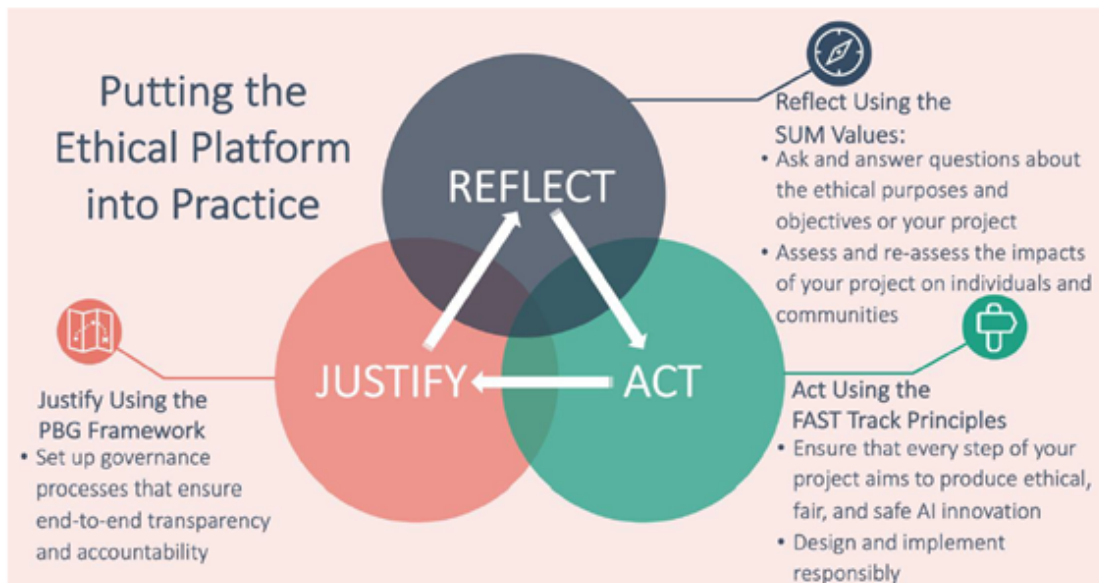 Putting the
Ethical Platform
into Practice
REFLECT
JUSTIFY
ACT
Reflect Using the
SUM Values:
• Ask and answer questions about
the ethical purposes and
objectives or your project
• Assess and re-assess the impacts
of your project on individuals and
communities
Justify Using the
PBG Framework
• Set up governance
processes that ensure
end-to-end transparency
and accountability
Act Using the
FAST Track Principles
• Ensure that every step of your
project aims to produce ethical,
fair, and safe AI innovation
• Design and implement
responsibly